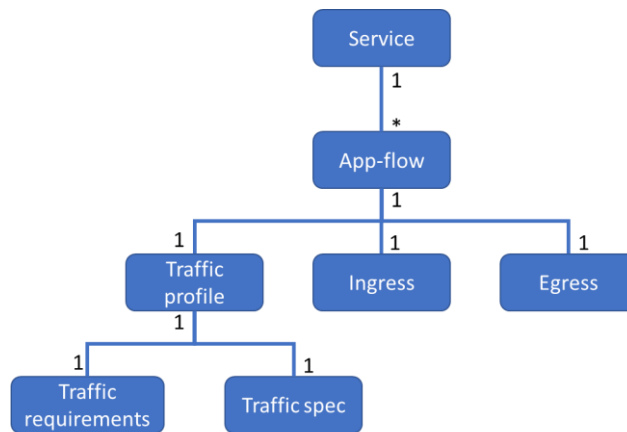 Service
1
*
App-flow
1
1
1
1
Traffic
profile
Ingress
Egress
1
1
1
Traffic
requirements
Traffic spec